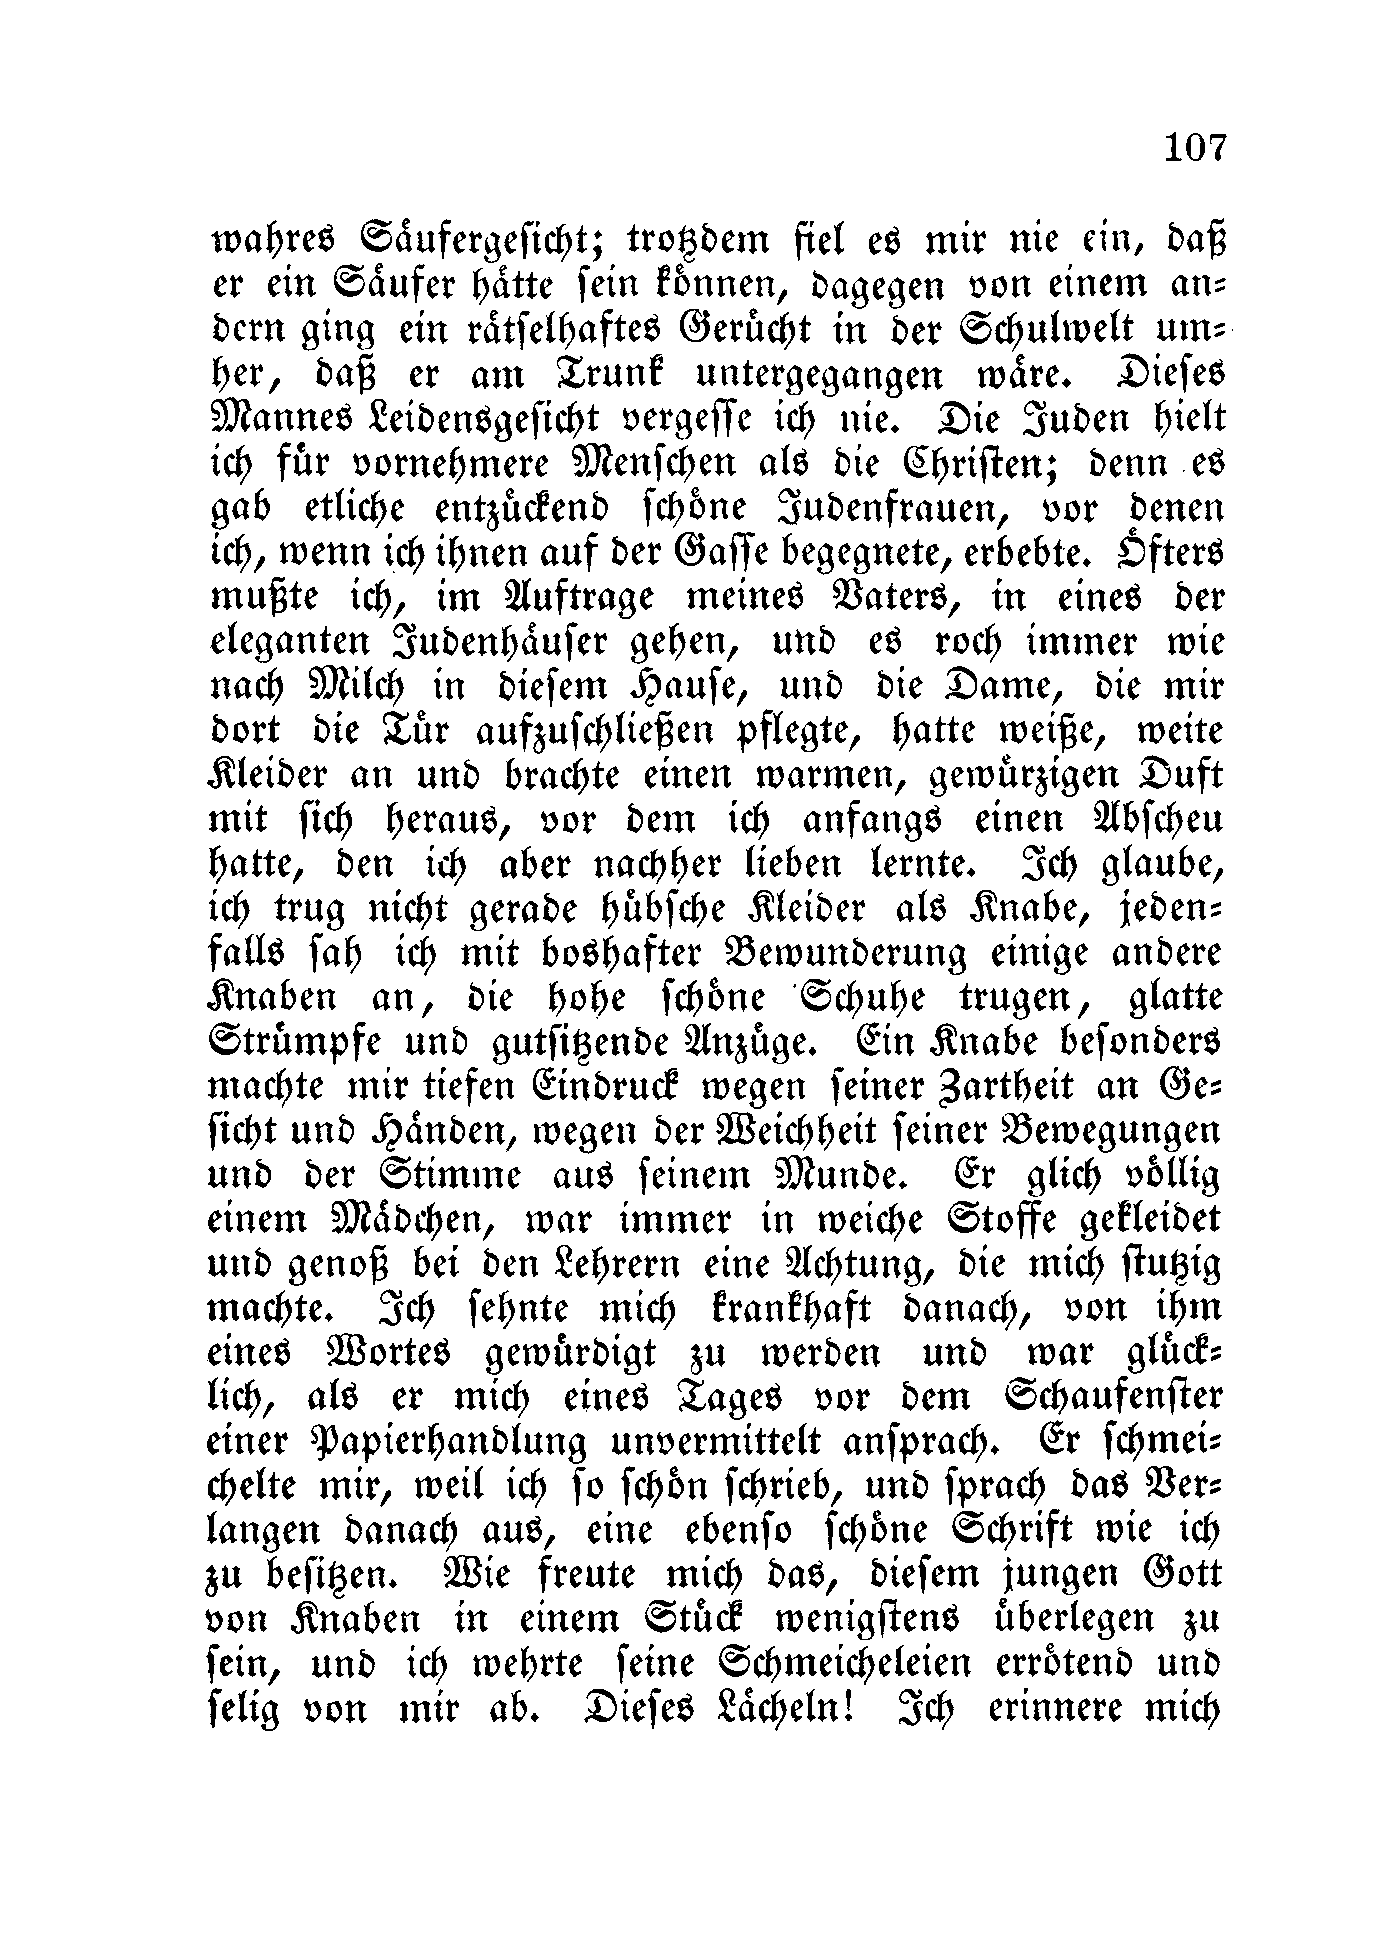 107
wahres Säufergesicht; trotzdem fiel es mir nie ein, daß
er ein Säufer hätte sein können, dagegen von einem an-
dern ging ein rätselhaftes Gerücht in der Schulwelt um-
her, daß er am Trunk untergegangen wäre. Dieses
Mannes Leidensgesicht vergesse ich nie. Die Juden hielt
ich für vornehmere Menschen als die Christen; denn es
gab etliche entzückend schöne Judenfrauen, vor denen
ich, wenn ich ihnen auf der Gasse begegnete, erbebte. Öfters
mußte ich, im Auftrage meines Vaters, in eines der
eleganten Judenhäuser gehen, und es roch immer wie
nach Milch in diesem Hause, und die Dame, die mir
dort die Tür aufzuschließen pflegte, hatte weiße, weite
Kleider an und brachte einen warmen, gewürzigen Duft
mit sich heraus, vor dem ich anfangs einen Abscheu
hatte, den ich aber nachher lieben lernte. Ich glaube,
ich trug nicht gerade hübsche Kleider als Knabe, jeden-
falls sah ich mit boshafter Bewunderung einige andere
Knaben an, die hohe schöne Schuhe trugen, glatte
Strümpfe und gutsitzende Anzüge. Ein Knabe besonders
machte mir tiefen Eindruck wegen seiner Zartheit an Ge-
sicht und Händen, wegen der Weichheit seiner Bewegungen
und der Stimme aus seinem Munde. Er glich völlig
einem Mädchen, war immer in weiche Stoffe gekleidet
und genoß bei den Lehrern eine Achtung, die mich stutzig
machte. Ich sehnte mich krankhaft danach, von ihm
eines Wortes gewürdigt zu werden und war glück-
lich, als er mich eines Tages vor dem Schaufenster
einer Papierhandlung unvermittelt ansprach. Er schmei-
chelte mir, weil ich so schön schrieb, und sprach das Ver-
langen danach aus, eine ebenso schöne Schrift wie ich
zu besitzen. Wie freute mich das, diesem jungen Gott
von Knaben in einem Stück wenigstens überlegen zu
sein, und ich wehrte seine Schmeicheleien errötend und
selig von mir ab. Dieses Lächeln! Ich erinnere mich